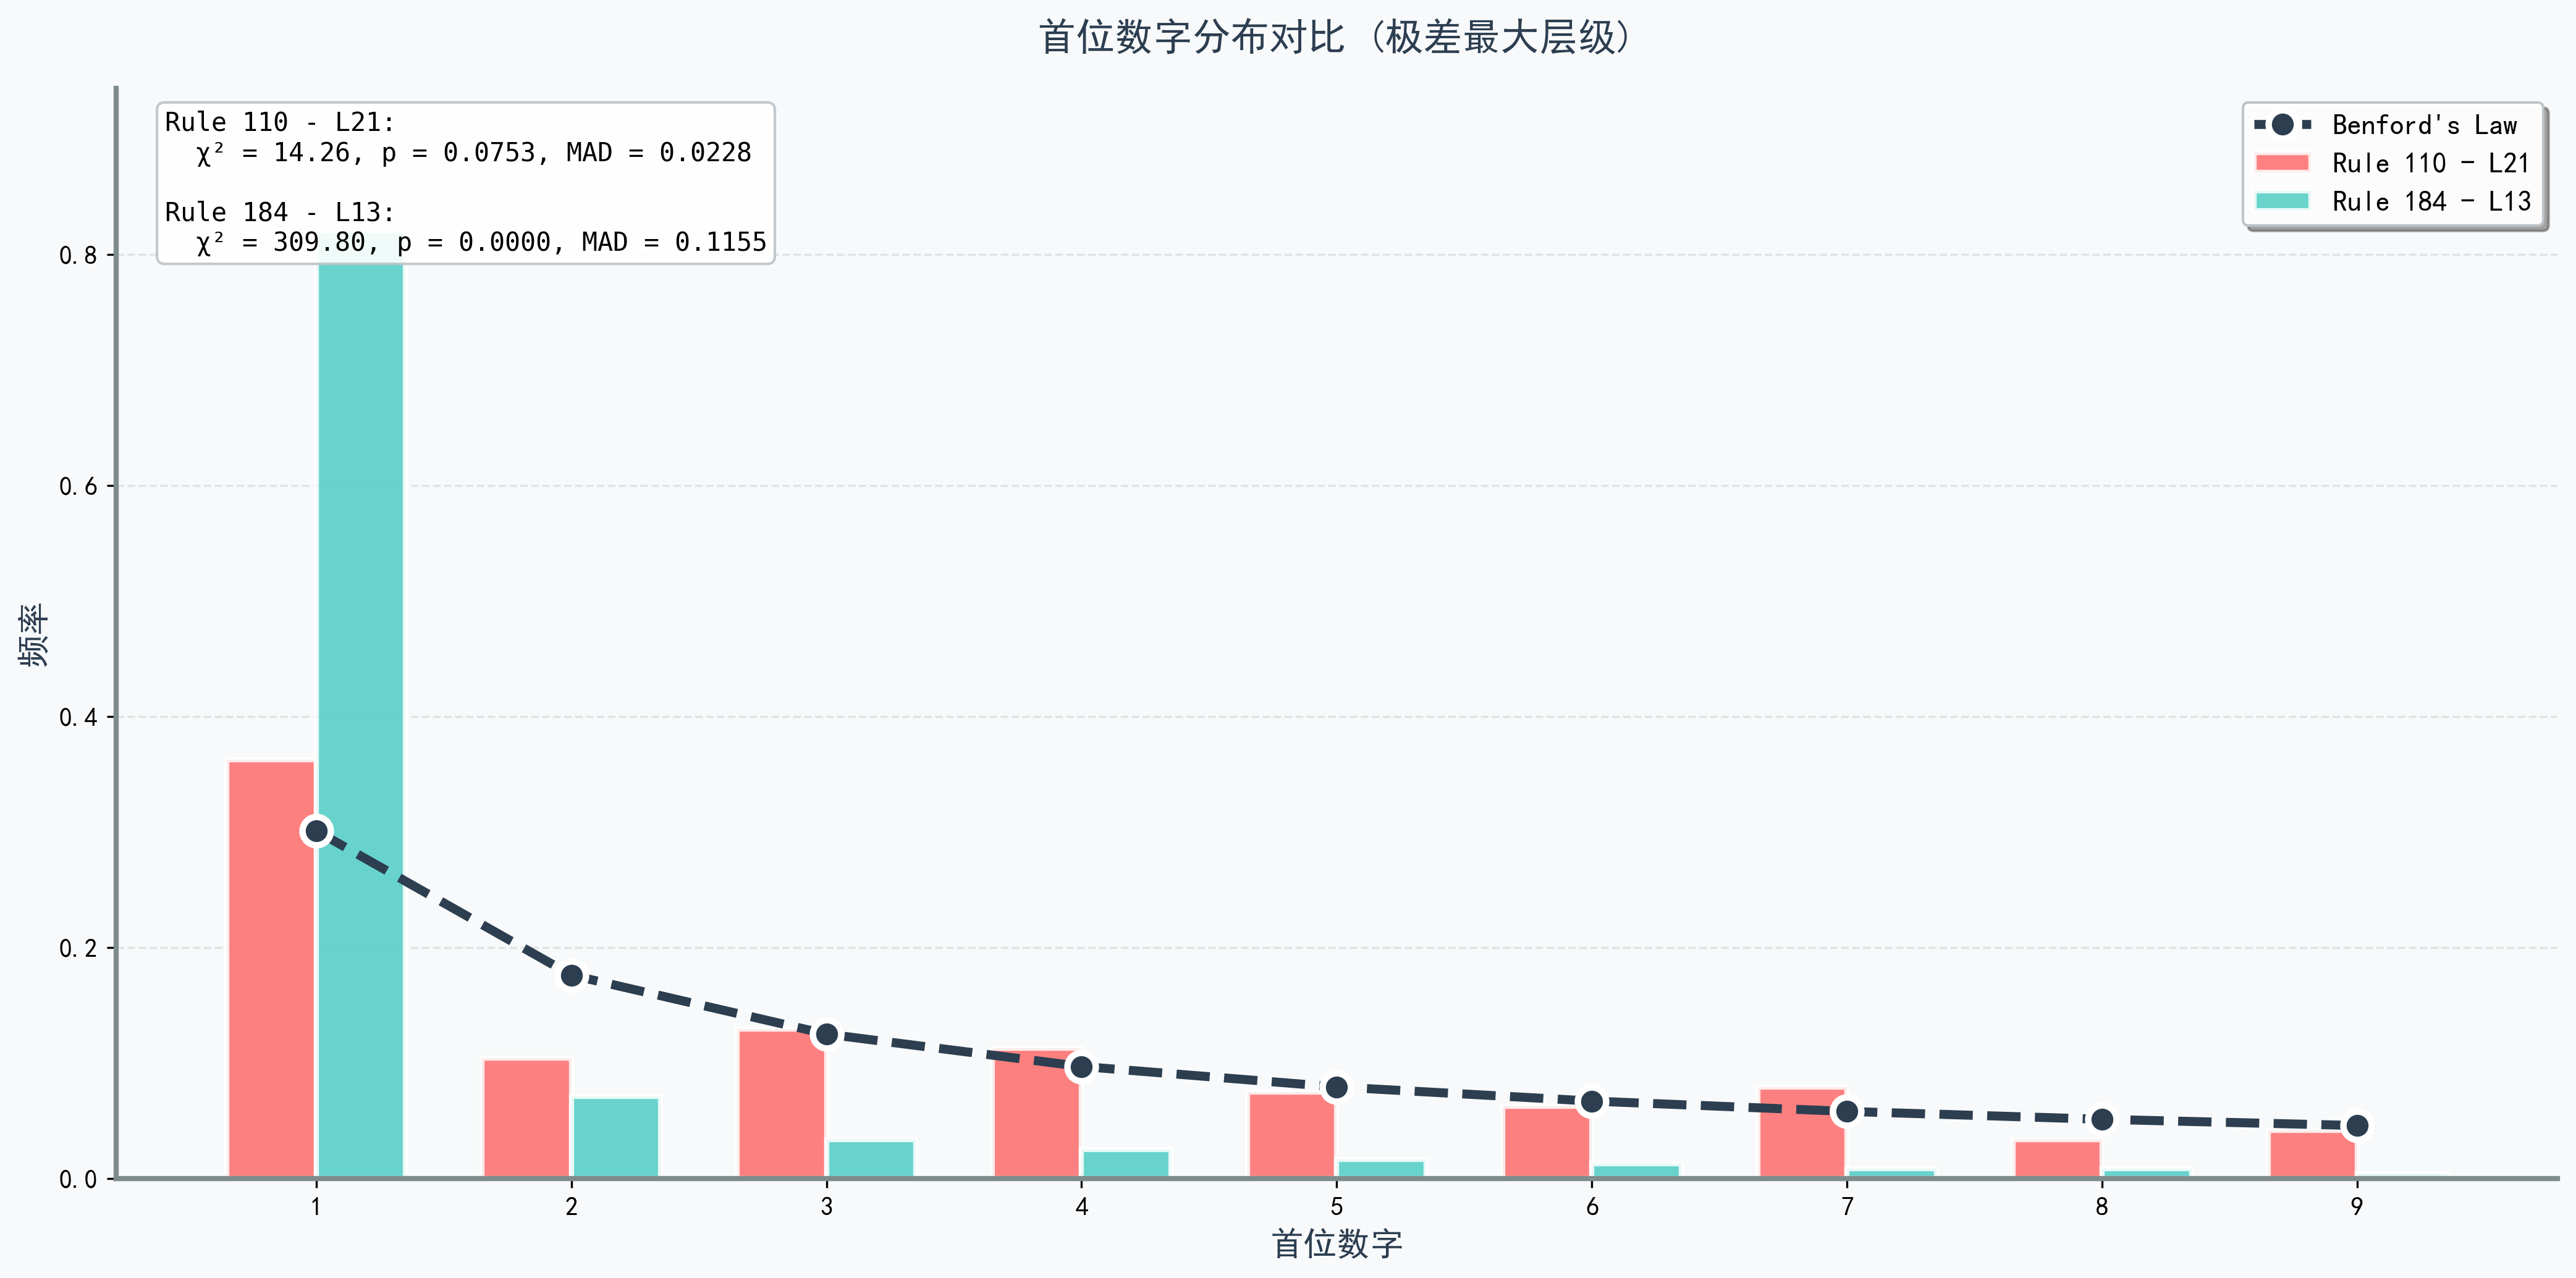 首位数字分布对比 (极差最大层级)
Rule 110 - L21:
χ² = 14.26, p = 0.0753, MAD = 0.0228
Rule 184 - L13:
χ² = 309.80, p = 0.0000, MAD = 0.1155
Benford's Law
Rule 110 - L21
Rule 184 - L13
频率
0.8
0.6
0.4
0.2
0.0
1 2 3 4 5 6 7 8 9
首位数字